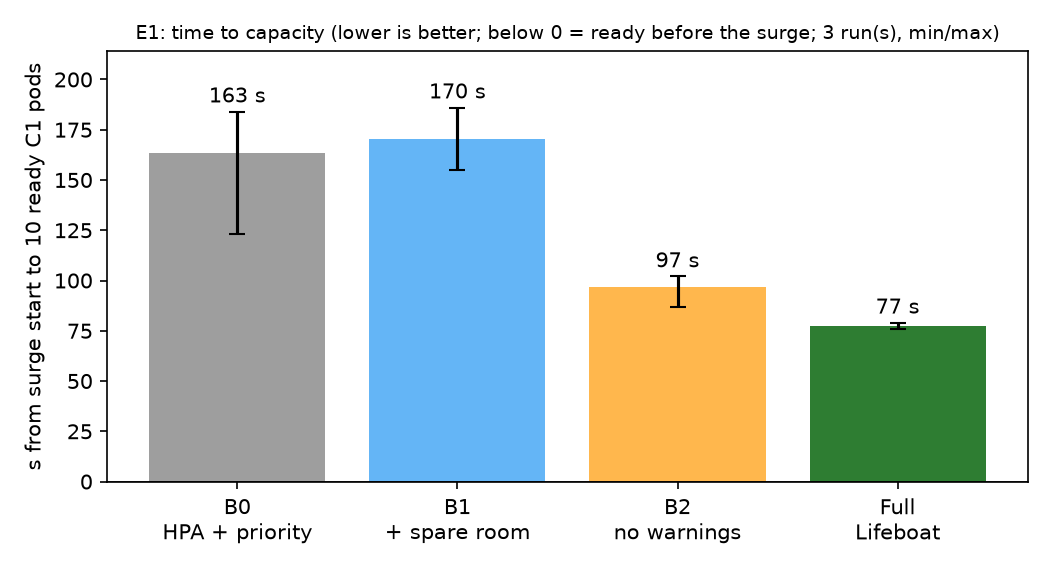 E1: time to capacity (lower is better; below 0 = ready before the surge; 3 run(s), min/max)
s from surge start to 10 ready C1 pods
200
175
150
125
100
75
50
25
0
163 s
170 s
97 s
77 s
B0
HPA + priority
B1
+ spare room
B2
no warnings
Full
Lifeboat